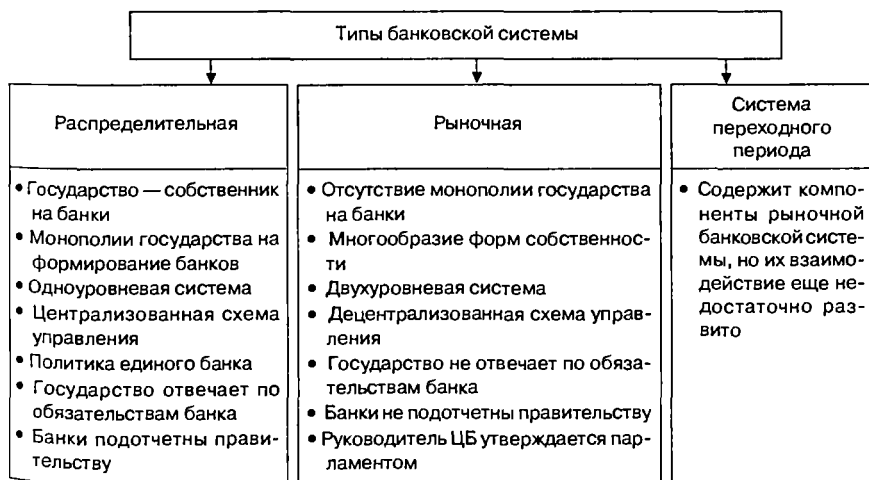 Типы банковской системы
Распределительная
• Государство — собственник
на банки
• Монополии государства на
формирование банков
• Одноуровневая система
• Централизованная схема
управления
• Политика единого банка
• Государство отвечает по
обязательствам банка
• Банки подотчетны прави-
тельству
Рыночная
• Отсутствие монополии государства
на банки
• Многообразие форм собственнос-
ти
• Двухуровневая система
• Децентрализованная схема управ-
ления
• Государство не отвечает по обяза-
тельствам банка
• Банки не подотчетны правительству
• Руководитель ЦБ утверждается пар-
ламентом
Система
переходного
периода
• Содержит компо-
ненты рыночной
банковской систе-
мы, но их взаимо-
действие еще не-
достаточно раз-
вито